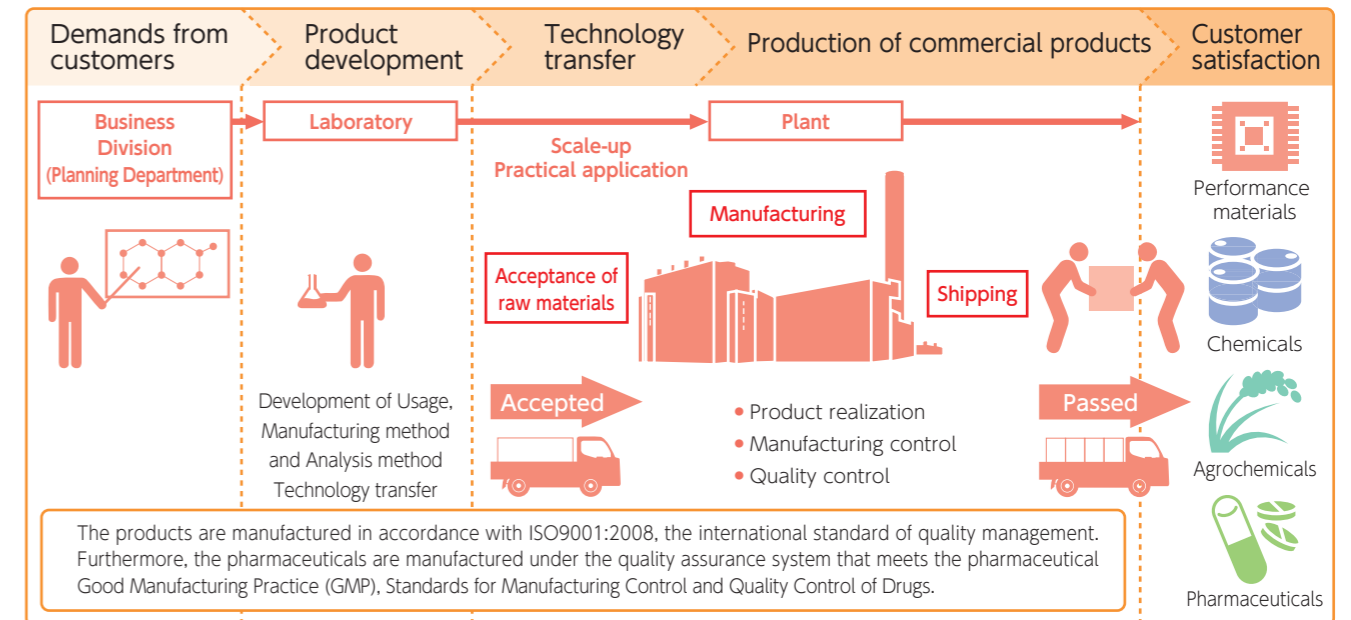 Demands from
customers
Product
development
Technology
transfer
Production of commercial products
Customer
satisfaction
Business
Division
(Planning Department)
Laboratory
Scale-up
Practical application
Plant
Manufacturing
Acceptance of
raw materials
Shipping
Development of Usage,
Manufacturing method
and Analysis method
Technology transfer
Accepted
• Product realization
• Manufacturing control
• Quality control
Passed
Performance
materials
Chemicals
Agrochemicals
Pharmaceuticals
The products are manufactured in accordance with ISO9001:2008, the international standard of quality management.
Furthermore, the pharmaceuticals are manufactured under the quality assurance system that meets the pharmaceutical
Good Manufacturing Practice (GMP), Standards for Manufacturing Control and Quality Control of Drugs.